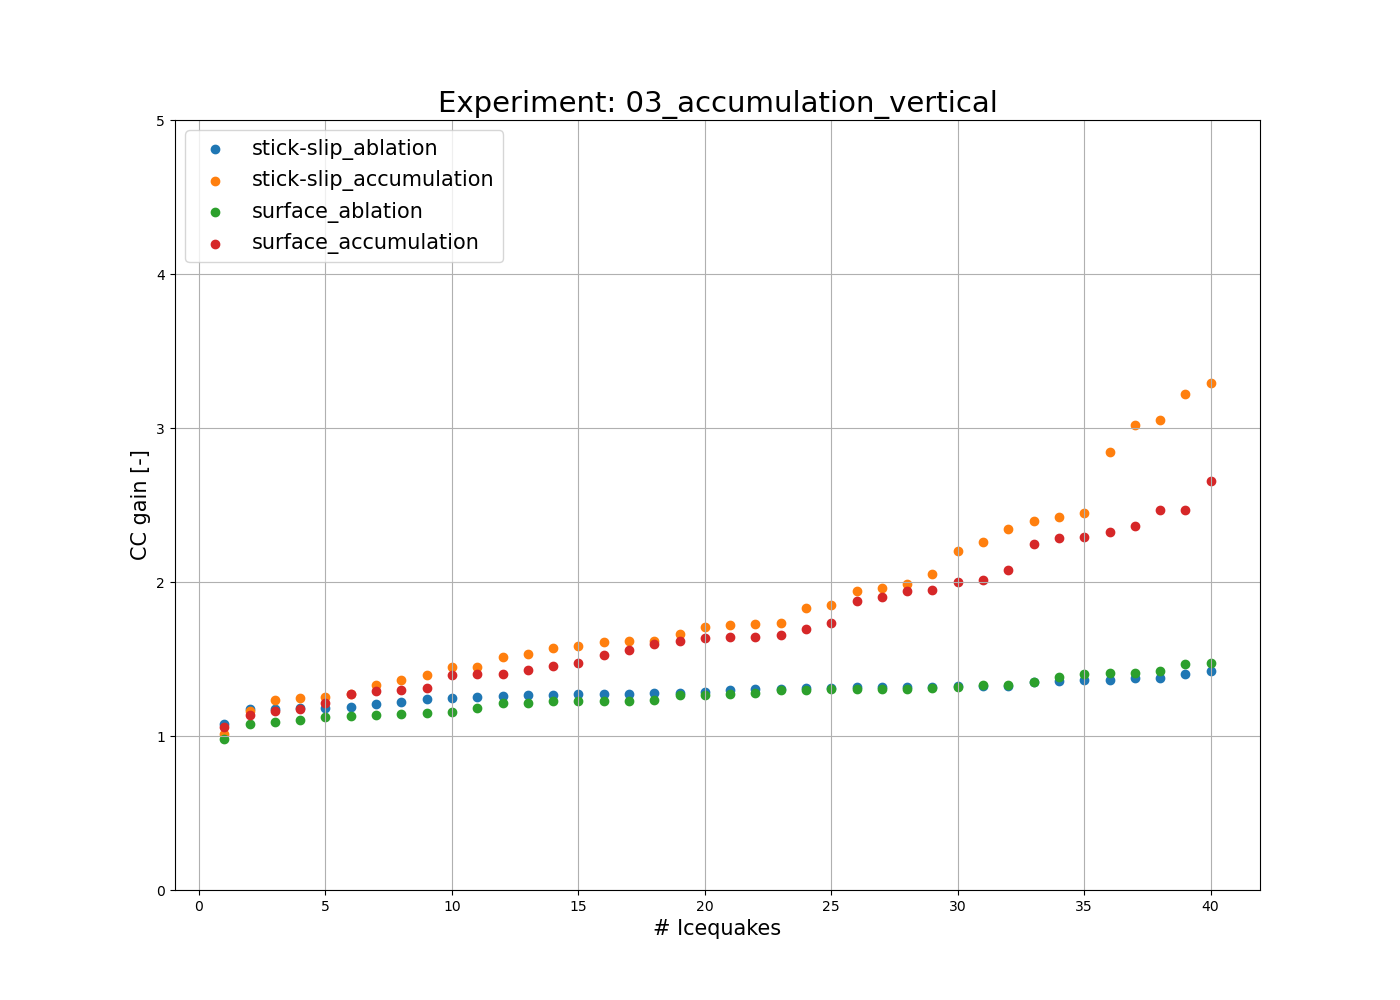 Experiment: 03_accumulation_vertical
5
stick-slip_ablation
stick-slip_accumulation
surface_ablation
surface_accumulation
4
3
CC gain [-]
2
1
0
0 5 10 15 20 25 30 35 40
# Icequakes